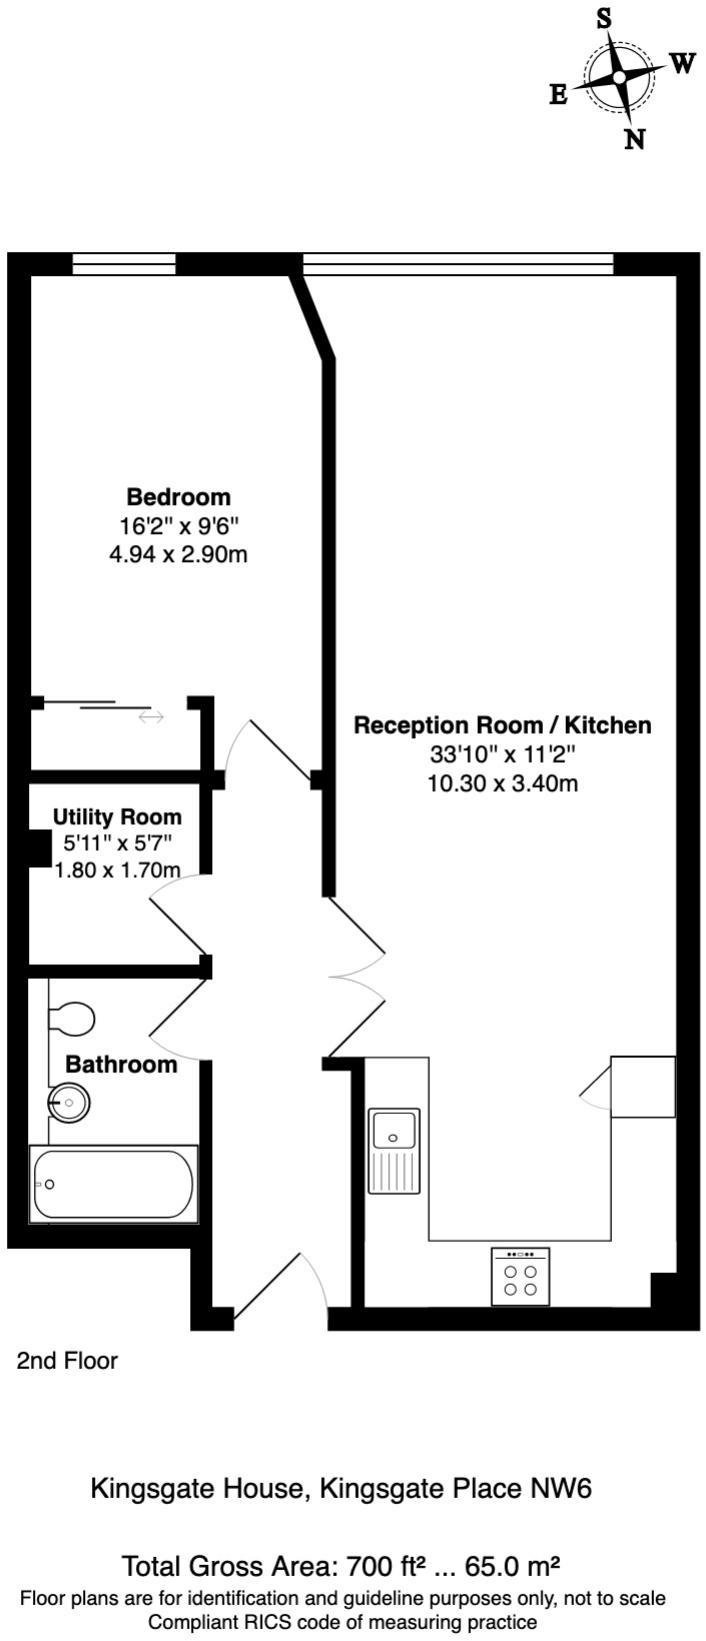 S
W
E
N
Bedroom
16'2" x 9'6"
4.94 x 2.90m
Reception Room / Kitchen
33'10" x 11'2"
10.30 x 3.40m
Utility Room
5'11" x 5'7"
1.80 x 1.70m
Bathroom
2nd Floor
Kingsgate House, Kingsgate Place NW6
Total Gross Area: 700 ft² ... 65.0 m²
Floor plans are for identification and guideline purposes only, not to scale
Compliant RICS code of measuring practice